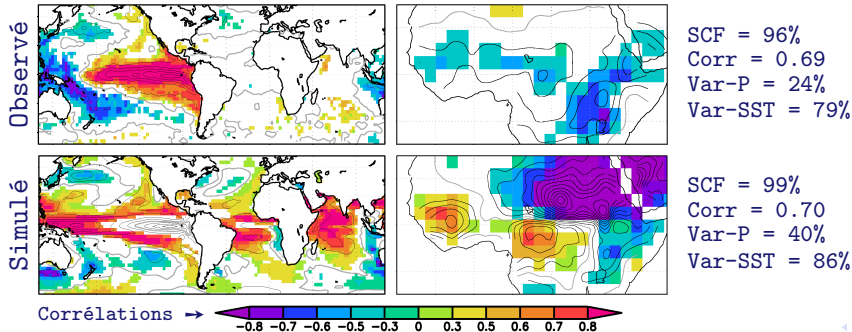 Observé
SCF = 96%
Corr = 0.69
Var-P = 24%
Var-SST = 79%
Simulé
SCF = 99%
Corr = 0.70
Var-P = 40%
Var-SST = 86%
Corrélations →
-0.8 -0.7 -0.6 -0.5 -0.3 0 0.3 0.5 0.6 0.7 0.8